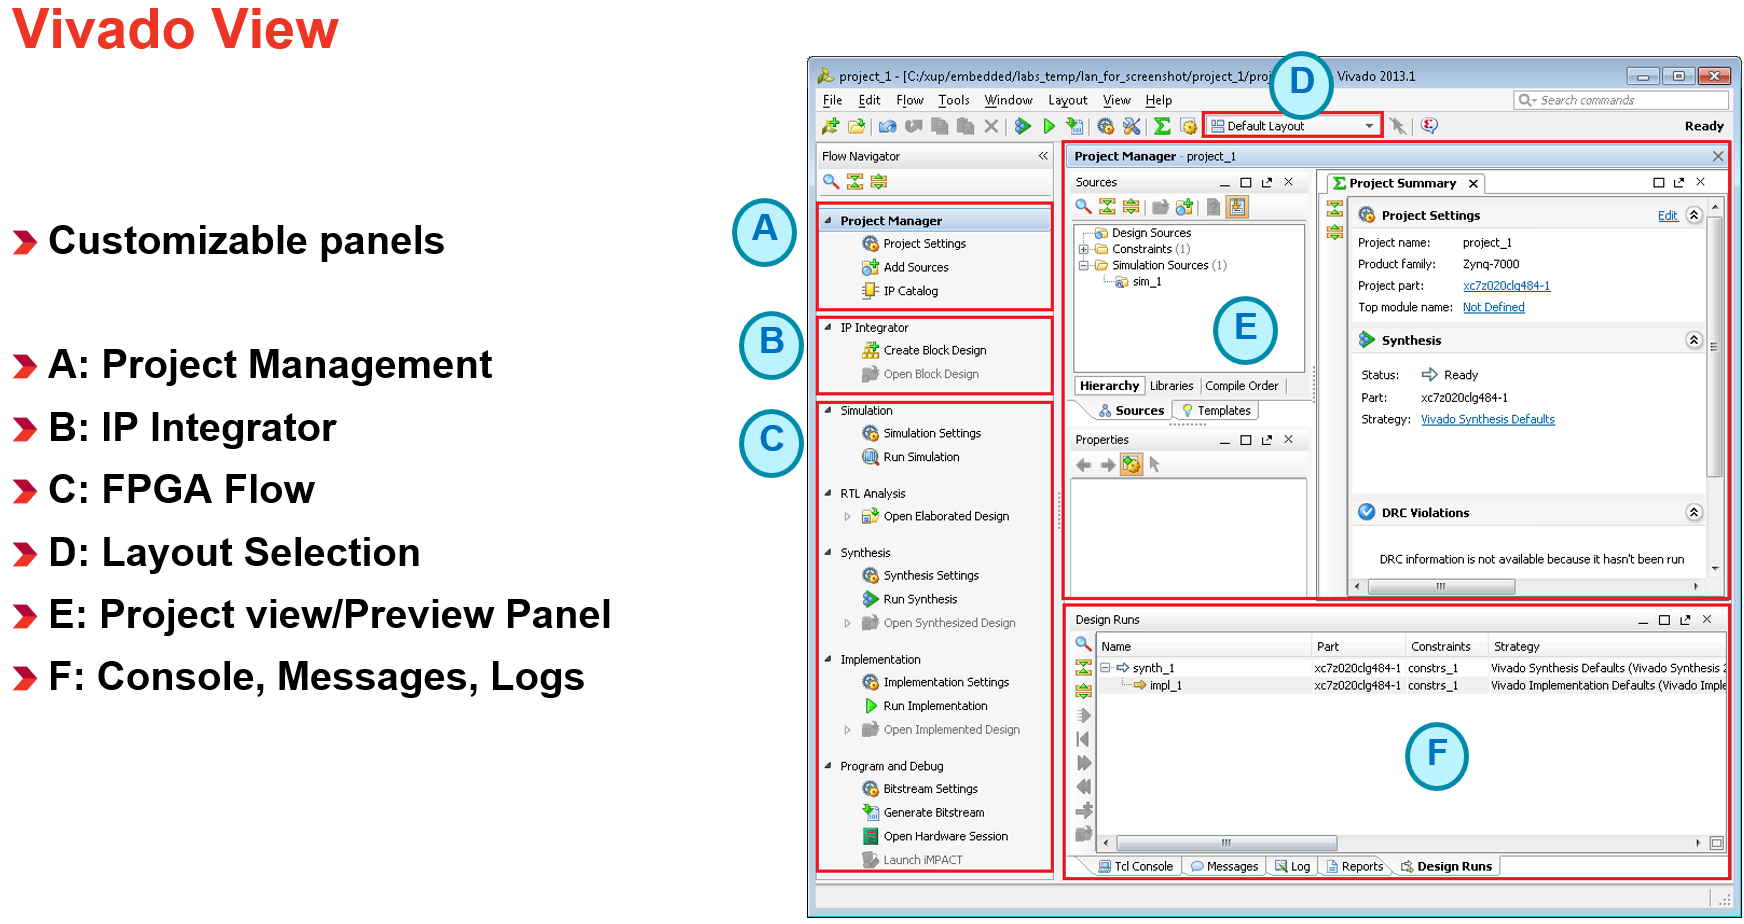 Vivado View
Customizable panels
A: Project Management
B: IP Integrator
C: FPGA Flow
D: Layout Selection
E: Project view/Preview Panel
F: Console, Messages, Logs
project_1 - [C:/xup/embedded/labs_temp/lan_for_screenshot/project_1/proj
Vivado 2013.1
D
File Edit Flow Tools Window Layout View Help
Search commands
Default Layout
Ready
Flow Navigator
A
Project Manager
Project Settings
Add Sources
IP Catalog
B
IP Integrator
Create Block Design
Open Block Design
C
Simulation
Simulation Settings
Run Simulation
RTL Analysis
Open Elaborated Design
Synthesis
Synthesis Settings
Run Synthesis
Open Synthesized Design
Implementation
Implementation Settings
Run Implementation
Open Implemented Design
Program and Debug
Bitstream Settings
Generate Bitstream
Open Hardware Session
Launch iMPACT
Project Manager - project_1
Sources
Design Sources
Constraints (1)
Simulation Sources (1)
sim_1
E
Hierarchy Libraries Compile Order
Sources Templates
Properties
Project Summary
Project Settings Edit
Project name: project_1
Product family: Zynq-7000
Project part: xc7z020clg484-1
Top module name: Not Defined
Synthesis
Status: Ready
Part: xc7z020clg484-1
Strategy: Vivado Synthesis Defaults
DRC Violations
DRC information is not available because it hasn't been run
Design Runs
Name Part Constraints Strategy
synth_1 xc7z020clg484-1 constrs_1 Vivado Synthesis Defaults (Vivado Synthesis 2
impl_1 xc7z020clg484-1 constrs_1 Vivado Implementation Defaults (Vivado Imple
F
Tcl Console Messages Log Reports Design Runs